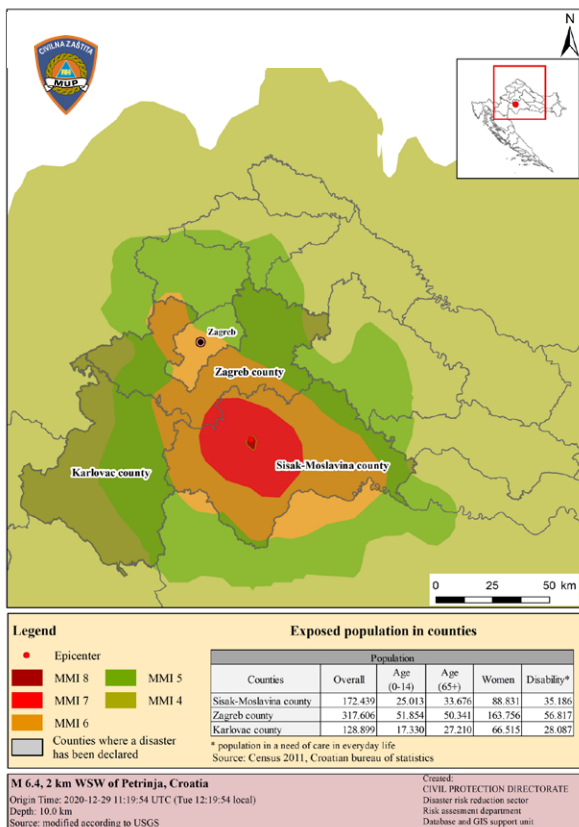 N
CIVILNA ZAŠTITA
RH
MUP
Zagreb
Zagreb county
Karlovac county
Sisak-Moslavina county
0 25 50 km
Legend
Epicenter
MMI 8
MMI 5
MMI 7
MMI 4
MMI 6
Counties where a disaster
has been declared
Exposed population in counties
Population
Counties Overall Age (0-14) Age (65+) Women Disability*
Sisak-Moslavina county 172.439 25.013 33.676 88.831 35.186
Zagreb county 317.606 51.854 50.341 163.756 56.817
Karlovac county 128.899 17.330 27.210 66.515 28.087
* population in a need of care in everyday life
Source: Census 2011, Croatian bureau of statistics
M 6.4, 2 km WSW of Petrinja, Croatia
Origin Time: 2020-12-29 11:19:54 UTC (Tue 12:19:54 local)
Depth: 10.0 km
Source: modified according to USGS
Created:
CIVIL PROTECTION DIRECTORATE
Disaster risk reduction sector
Risk assesment department
Database and GIS support unit